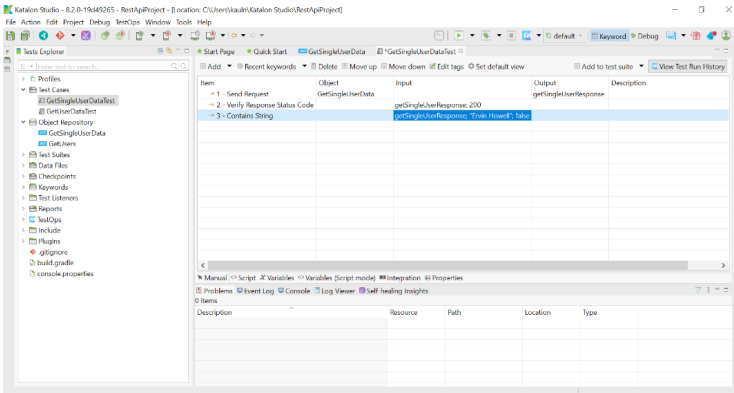 Katalon Studio - 8.2.0-19d49265 - RestApiProject - [Location: C:\Users\kauln\Katalon Studio\RestApiProject]
File Action Edit Project Debug TestOps Window Tools Help
default
Keyword Debug
Tests Explorer
Start Page Quick Start GetSingleUserData *GetSingleUserDataTest
Enter text to search...
Add Recent keywords Delete Move up Move down Edit tags Set default view Add to test suite View Test Run History
Profiles
Test Cases
GetSingleUserDataTest
GetUserDataTest
Object Repository
GetSingleUserData
GetUsers
Test Suites
Data Files
Checkpoints
Keywords
Test Listeners
Reports
TestOps
Include
Plugins
.gitignore
build.gradle
console.properties
Item Object Input Output Description
1 - Send Request GetSingleUserData getSingleUserResponse
2 - Verify Response Status Code getSingleUserResponse; 200
3 - Contains String getSingleUserResponse; "Ervin Howell"; false
Manual Script Variables Variables (Script mode) Integration Properties
Problems Event Log Console Log Viewer Self-healing Insights
0 items
Description Resource Path Location Type